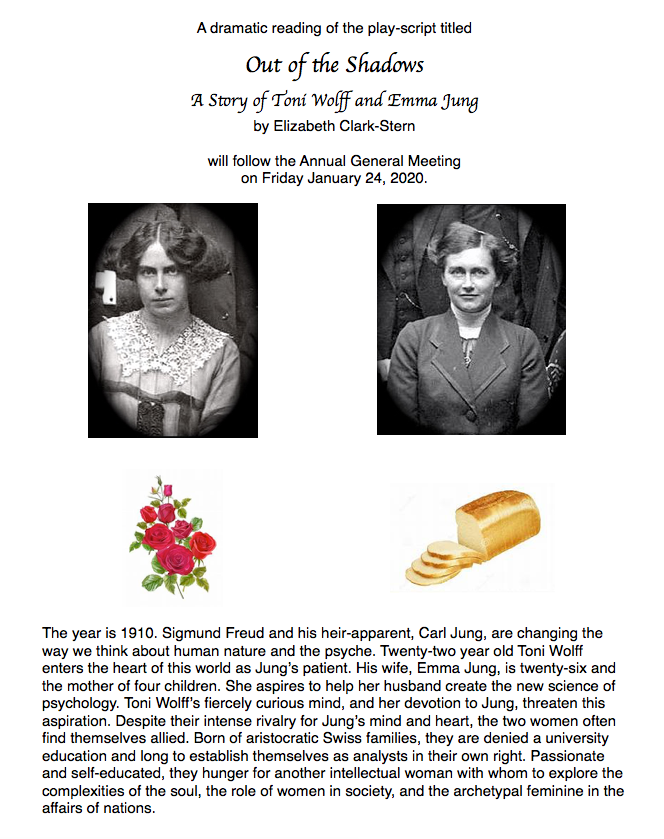 A dramatic reading of the play-script titled
Out of the Shadows
A Story of Toni Wolff and Emma Jung
by Elizabeth Clark-Stern
will follow the Annual General Meeting
on Friday January 24, 2020.
The year is 1910. Sigmund Freud and his heir-apparent, Carl Jung, are changing the
way we think about human nature and the psyche. Twenty-two year old Toni Wolff
enters the heart of this world as Jung's patient. His wife, Emma Jung, is twenty-six and
the mother of four children. She aspires to help her husband create the new science of
psychology. Toni Wolff's fiercely curious mind, and her devotion to Jung, threaten this
aspiration. Despite their intense rivalry for Jung's mind and heart, the two women often
find themselves allied. Born of aristocratic Swiss families, they are denied a university
education and long to establish themselves as analysts in their own right. Passionate
and self-educated, they hunger for another intellectual woman with whom to explore the
complexities of the soul, the role of women in society, and the archetypal feminine in the
affairs of nations.